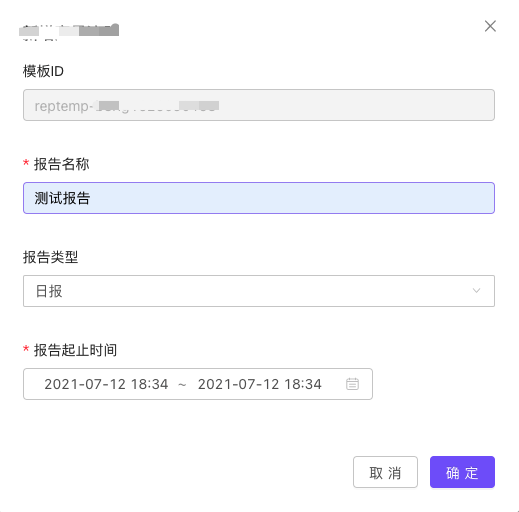 模板ID
reptemp-
* 报告名称
测试报告
报告类型
日报
* 报告起止时间
2021-07-12 18:34 ~ 2021-07-12 18:34
取 消 确 定